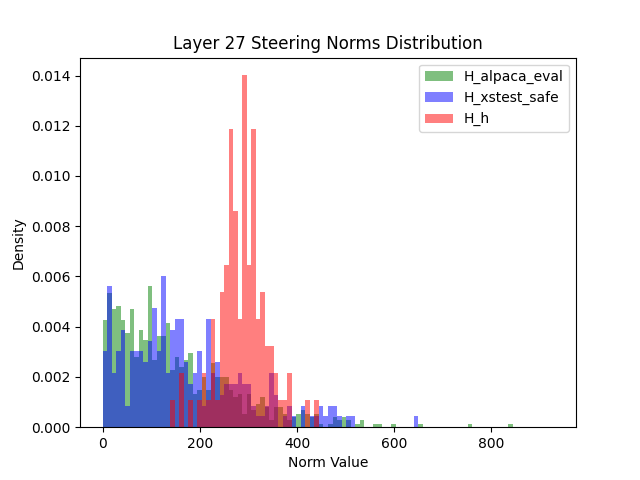 Layer 27 Steering Norms Distribution
H_alpaca_eval
H_xstest_safe
H_h
0.014
0.012
0.010
0.008
0.006
0.004
0.002
0.000
Density
0 200 400 600 800
Norm Value